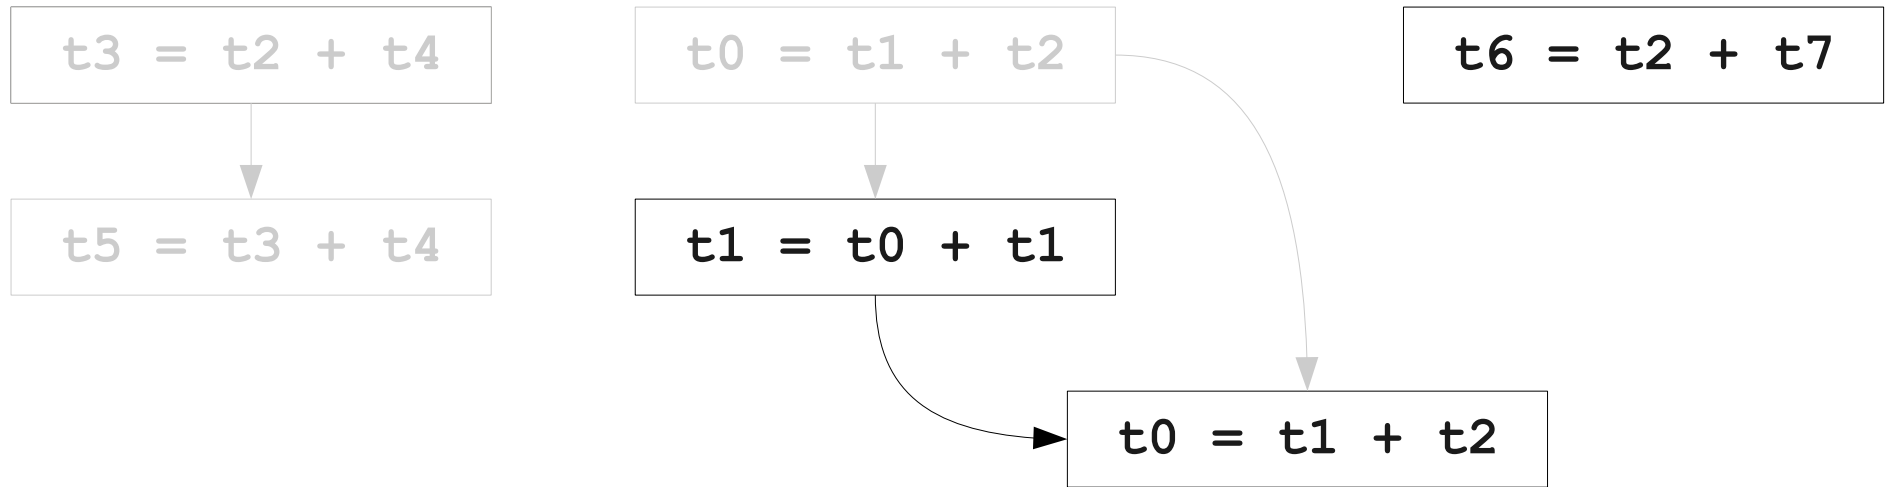 t3 = t2 + t4
t0 = t1 + t2
t6 = t2 + t7
t5 = t3 + t4
t1 = t0 + t1
t0 = t1 + t2